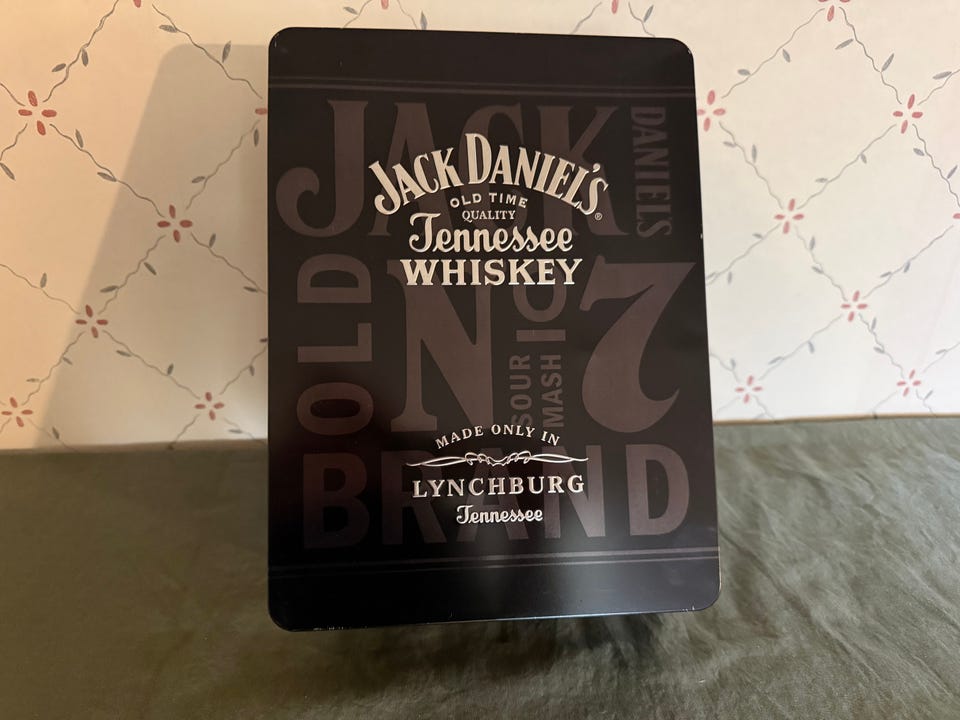 JACK DANIEL'S
OLD TIME
QUALITY
Tennessee
WHISKEY
MADE ONLY IN
LYNCHBURG
Tennessee
JACK
DANIEL'S
OLD
No 7
SOUR
MASH
BRAND